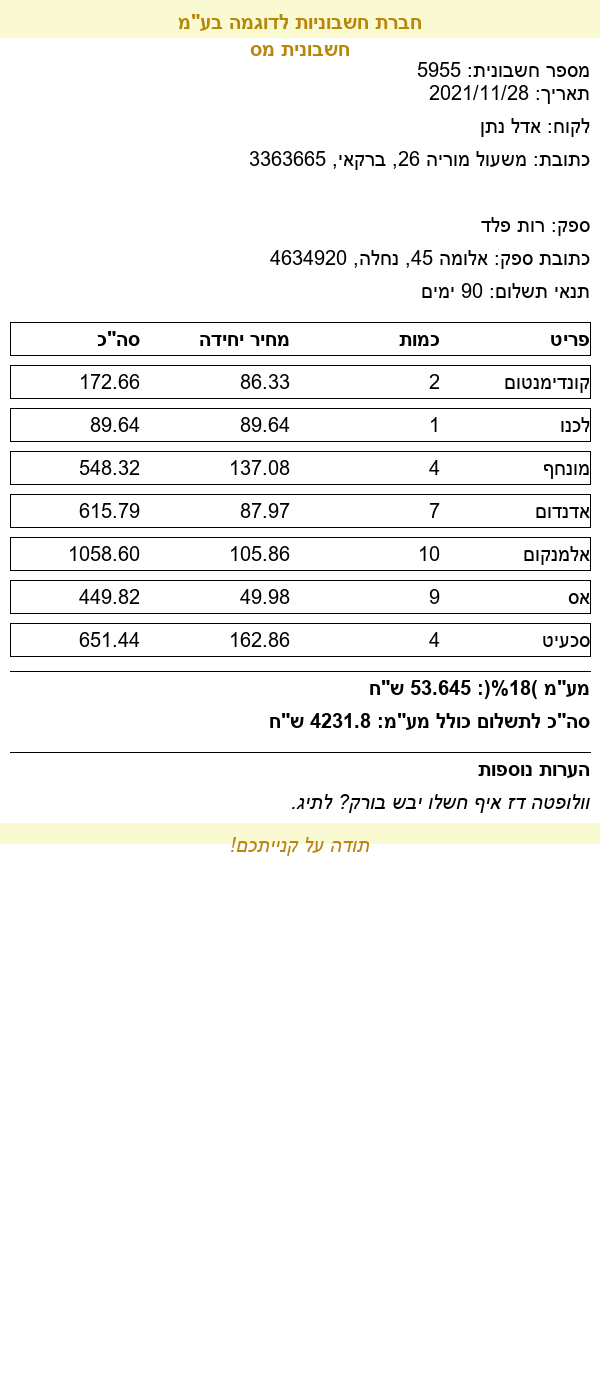 חברת חשבוניות לדוגמה בע"מ
חשבונית מס
מספר חשבונית: 5955
תאריך: 2021/11/28
לקוח: אדל נתן
כתובת: משעול מוריה 26, ברקאי, 3363665
ספק: רות פלד
כתובת ספק: אלומה 45, נחלה, 4634920
תנאי תשלום: 90 ימים
פריט כמות מחיר יחידה סה"כ
קונדימנטום 2 86.33 172.66
לכנו 1 89.64 89.64
מונחף 4 137.08 548.32
אדנדום 7 87.97 615.79
אלמנקום 10 105.86 1058.60
אס 9 49.98 449.82
סכעיט 4 162.86 651.44
מע"מ )18%(: 53.645 ש"ח
סה"כ לתשלום כולל מע"מ: 4231.8 ש"ח
הערות נוספות
וולופטה דז איף חשלו יבש בורק? לתיג.
תודה על קנייתכם!